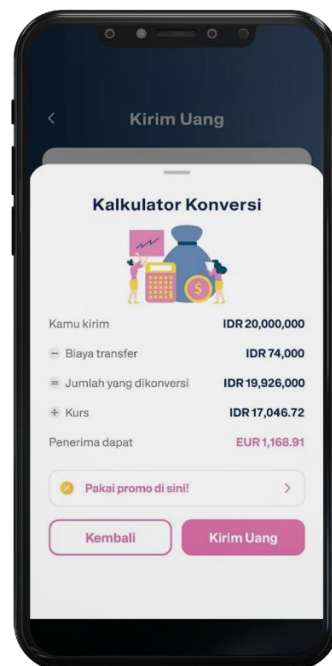 Kirim Uang
Kalkulator Konversi
Kamu kirim IDR 20,000,000
Biaya transfer IDR 74,000
Jumlah yang dikonversi IDR 19,926,000
Kurs IDR 17,046.72
Penerima dapat EUR 1,168.91
Pakai promo di sini!
Kembali Kirim Uang